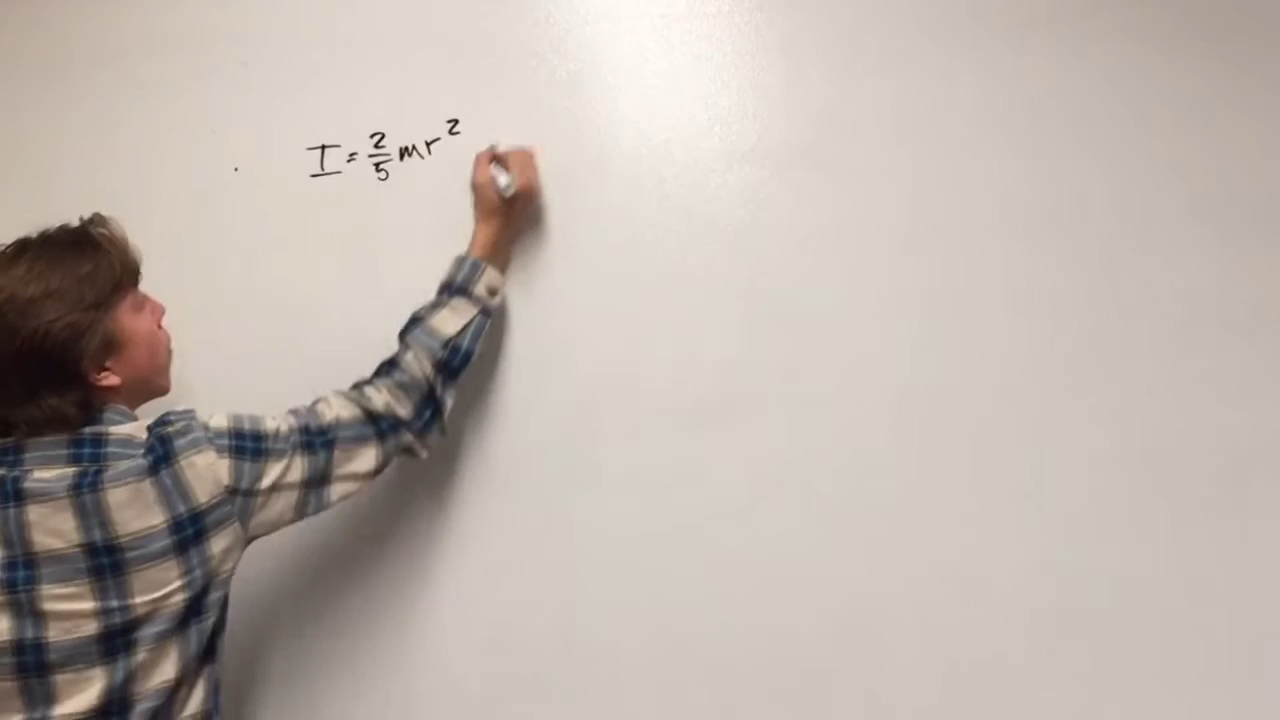 I = 2/5 mr²